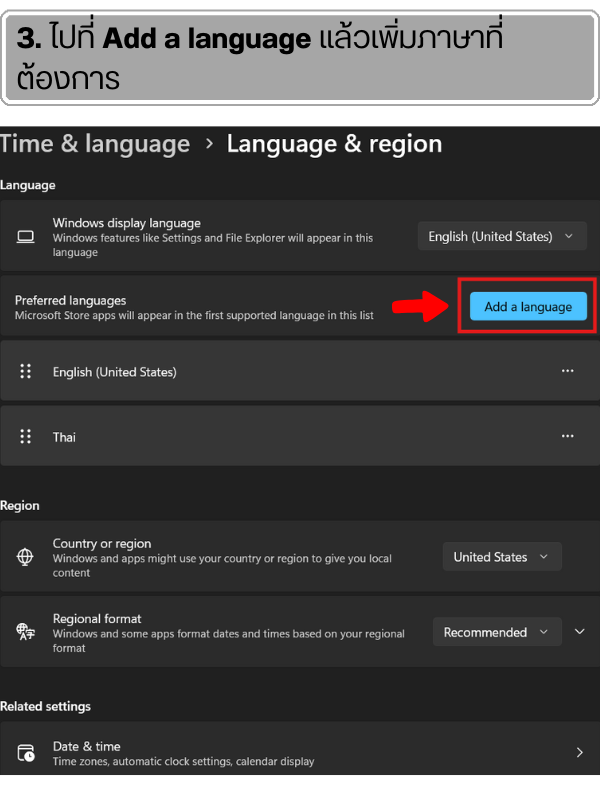 3. ไปที่ Add a language แล้วเพิ่มภาษาที่
ต้องการ
Time & language > Language & region
Language
Windows display language
Windows features like Settings and File Explorer will appear in this
language
English (United States)
Preferred languages
Microsoft Store apps will appear in the first supported language in this list
Add a language
English (United States)
Thai
Region
Country or region
Windows and apps might use your country or region to give you local
content
United States
Regional format
Windows and some apps format dates and times based on your regional
format
Recommended
Related settings
Date & time
Time zones, automatic clock settings, calendar display